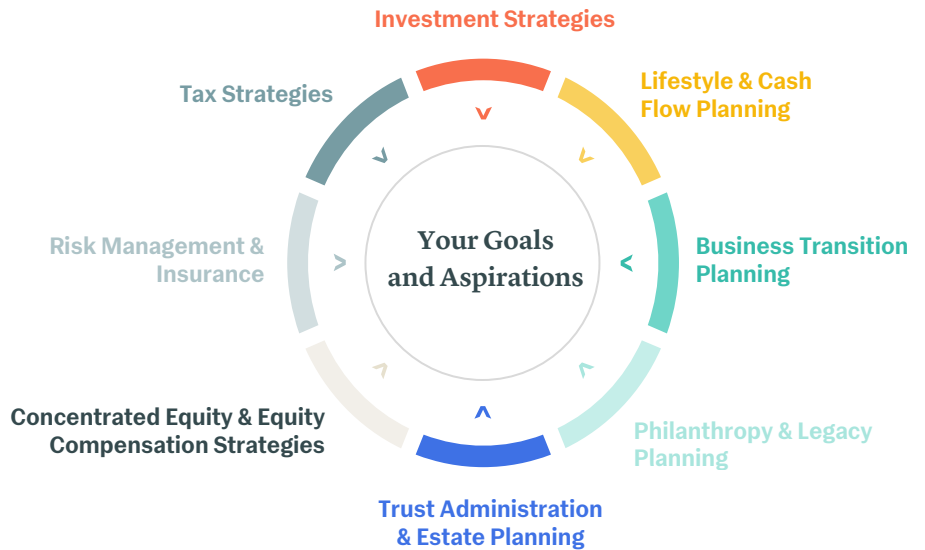 Investment Strategies
Lifestyle & Cash
Flow Planning
Tax Strategies
Business Transition
Planning
Risk Management &
Insurance
Your Goals
and Aspirations
Philanthropy & Legacy
Planning
Concentrated Equity & Equity
Compensation Strategies
Trust Administration
& Estate Planning